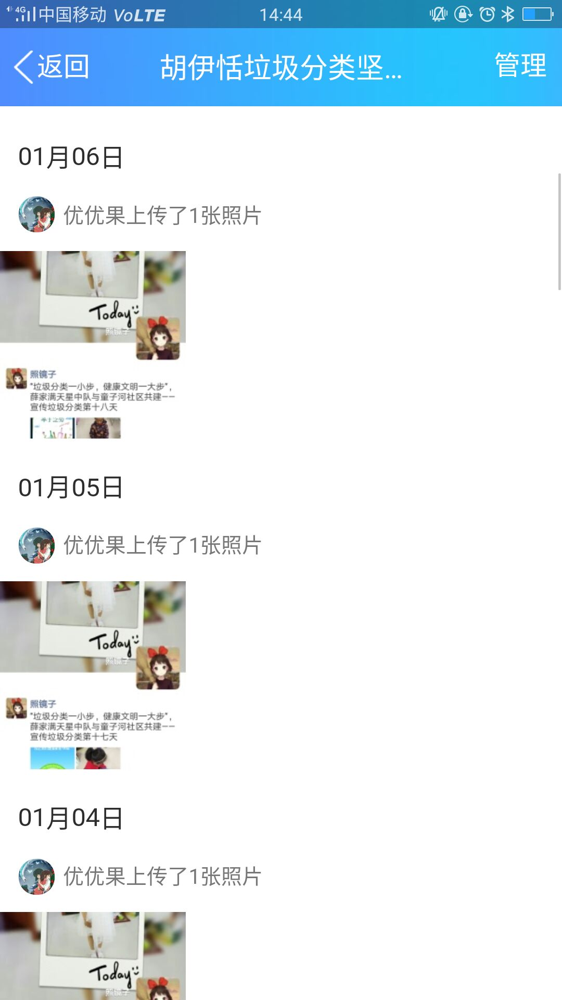 4G 中国移动 VoLTE 14:44
返回 胡伊恬垃圾分类坚... 管理
01月06日
优优果上传了1张照片
Today
照镜子
照镜子
“垃圾分类一小步，健康文明一大步”，
薛家满天星中队与童子河社区共建——
宣传垃圾分类第十八天
01月05日
优优果上传了1张照片
Today
照镜子
照镜子
“垃圾分类一小步，健康文明一大步”，
薛家满天星中队与童子河社区共建——
宣传垃圾分类第十七天
01月04日
优优果上传了1张照片
Today
照镜子